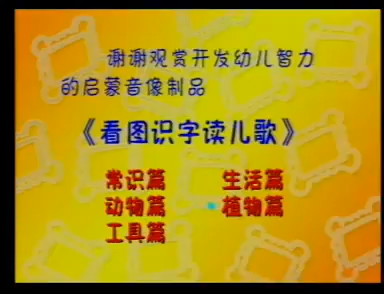 谢谢观赏开发幼儿智力
的启蒙音像制品
《看图识字读儿歌》
常识篇 生活篇
动物篇 植物篇
工具篇